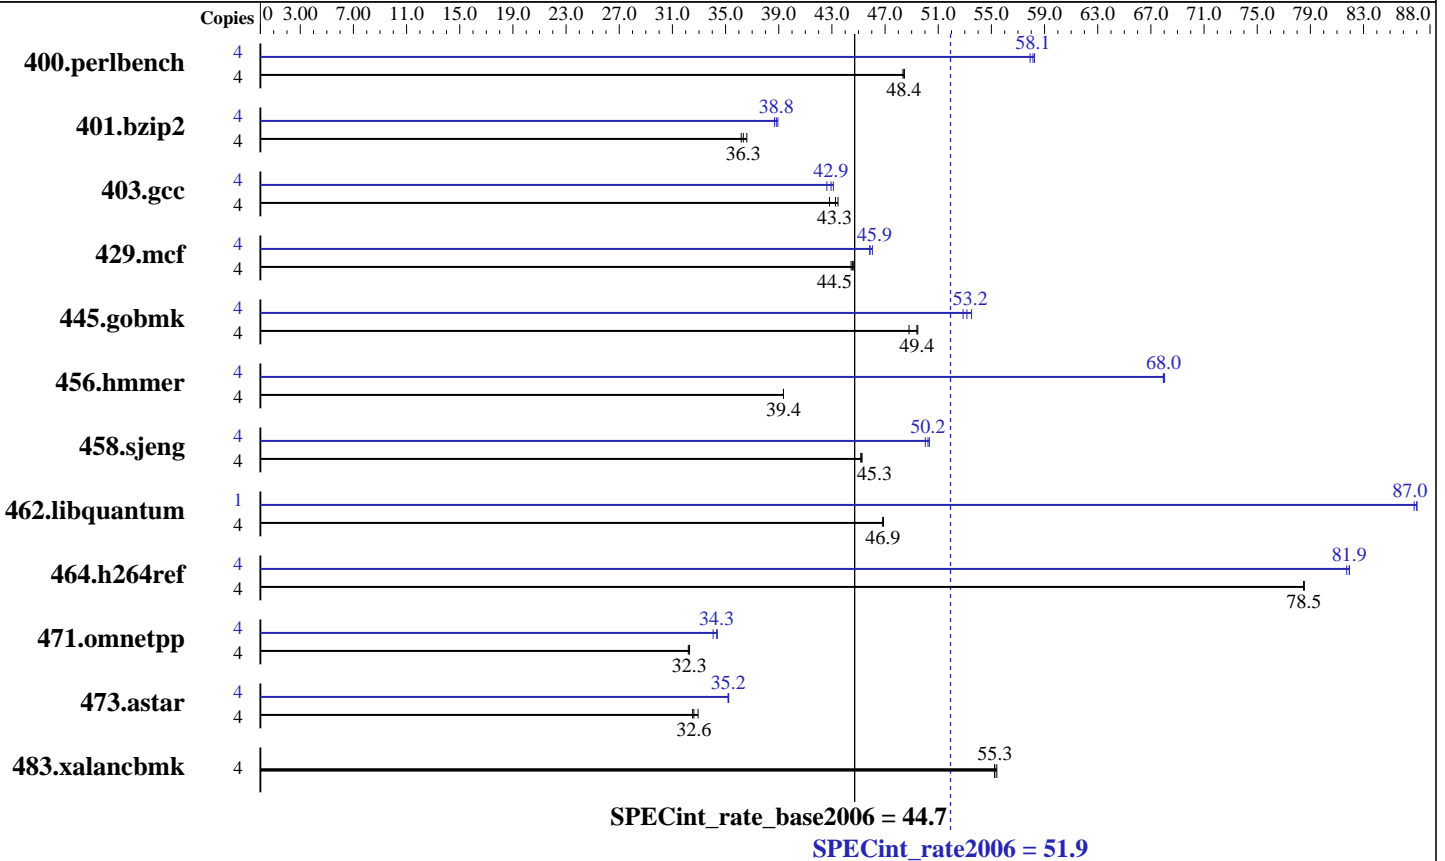 Copies 0 3.00 7.00 11.0 15.0 19.0 23.0 27.0 31.0 35.0 39.0 43.0 47.0 51.0 55.0 59.0 63.0 67.0 71.0 75.0 79.0 83.0 88.0
400.perlbench 4 58.1
4 48.4
401.bzip2 4 38.8
4 36.3
403.gcc 4 42.9
4 43.3
429.mcf 4 45.9
4 44.5
445.gobmk 4 53.2
4 49.4
456.hmmer 4 68.0
4 39.4
458.sjeng 4 50.2
4 45.3
462.libquantum 1 87.0
4 46.9
464.h264ref 4 81.9
4 78.5
471.omnetpp 4 34.3
4 32.3
473.astar 4 35.2
4 32.6
483.xalancbmk 4 55.3
SPECint_rate_base2006 = 44.7
SPECint_rate2006 = 51.9